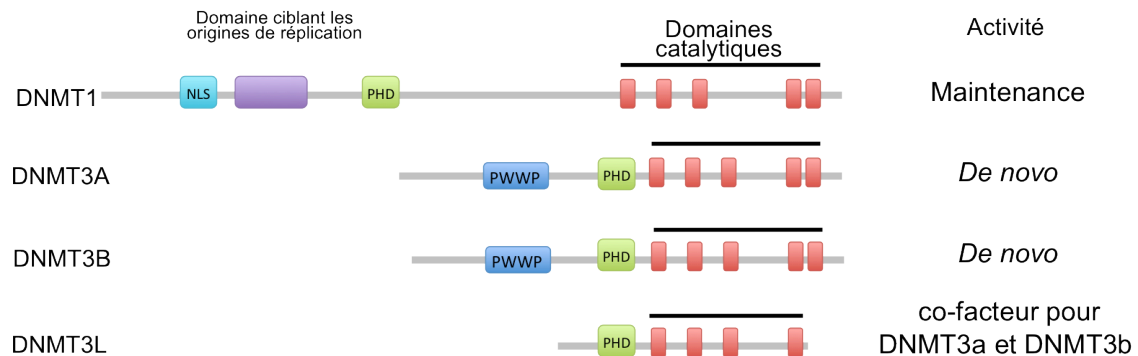 Domaine ciblant les
origines de réplication
Domaines
catalytiques
Activité
DNMT1
NLS
PHD
Maintenance
DNMT3A
PWWP
PHD
De novo
DNMT3B
PWWP
PHD
De novo
DNMT3L
PHD
co-facteur pour
DNMT3a et DNMT3b